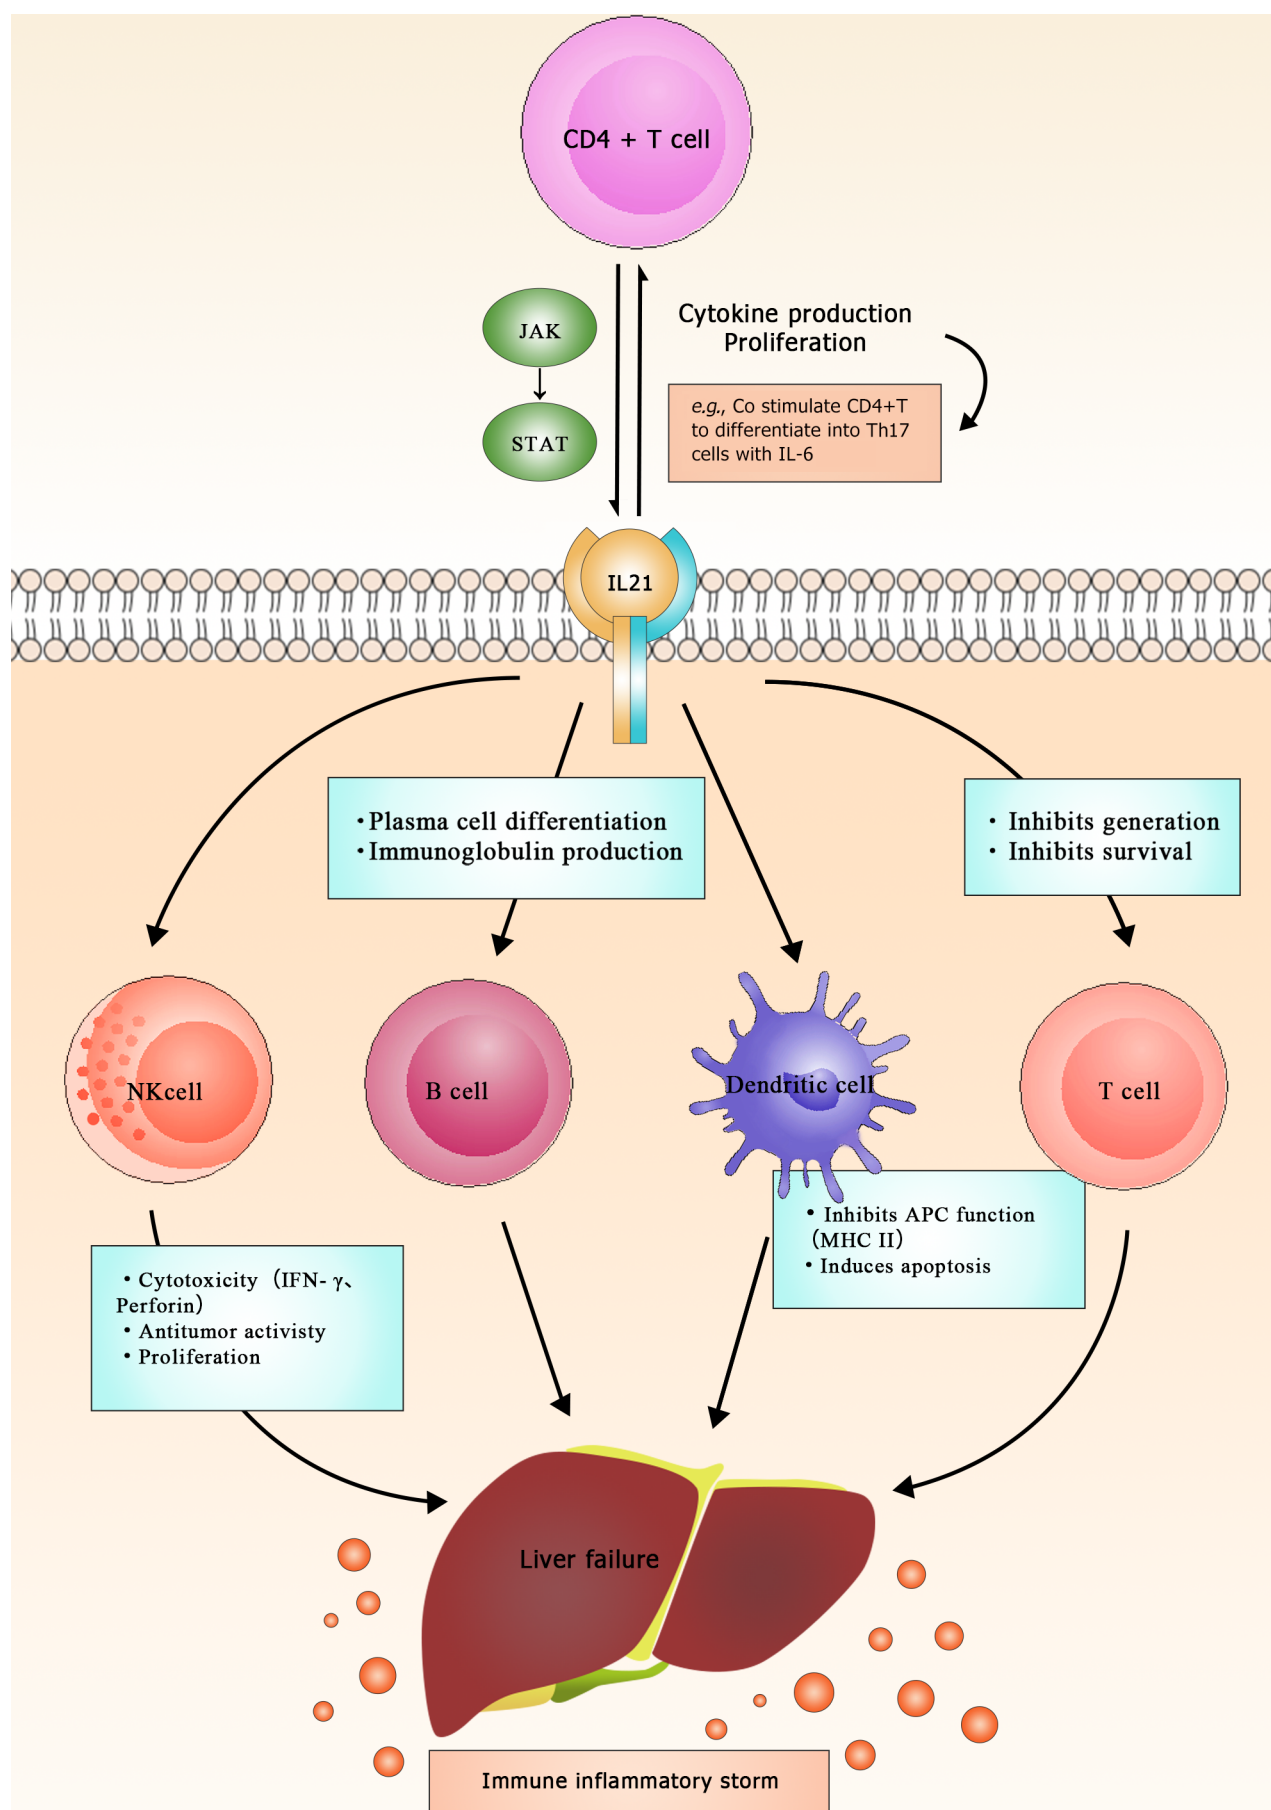 CD4 + T cell
JAK
STAT
Cytokine production
Proliferation
e.g., Co stimulate CD4+T
to differentiate into Th17
cells with IL-6
IL21
・Plasma cell differentiation
・Immunoglobulin production
・ Inhibits generation
・ Inhibits survival
NKcell
B cell
Dendritic cell
T cell
・ Inhibits APC function
（MHC II）
・Induces apoptosis
・Cytotoxicity（IFN- γ、
Perforin）
・Antitumor activisty
・Proliferation
Liver failure
Immune inflammatory storm